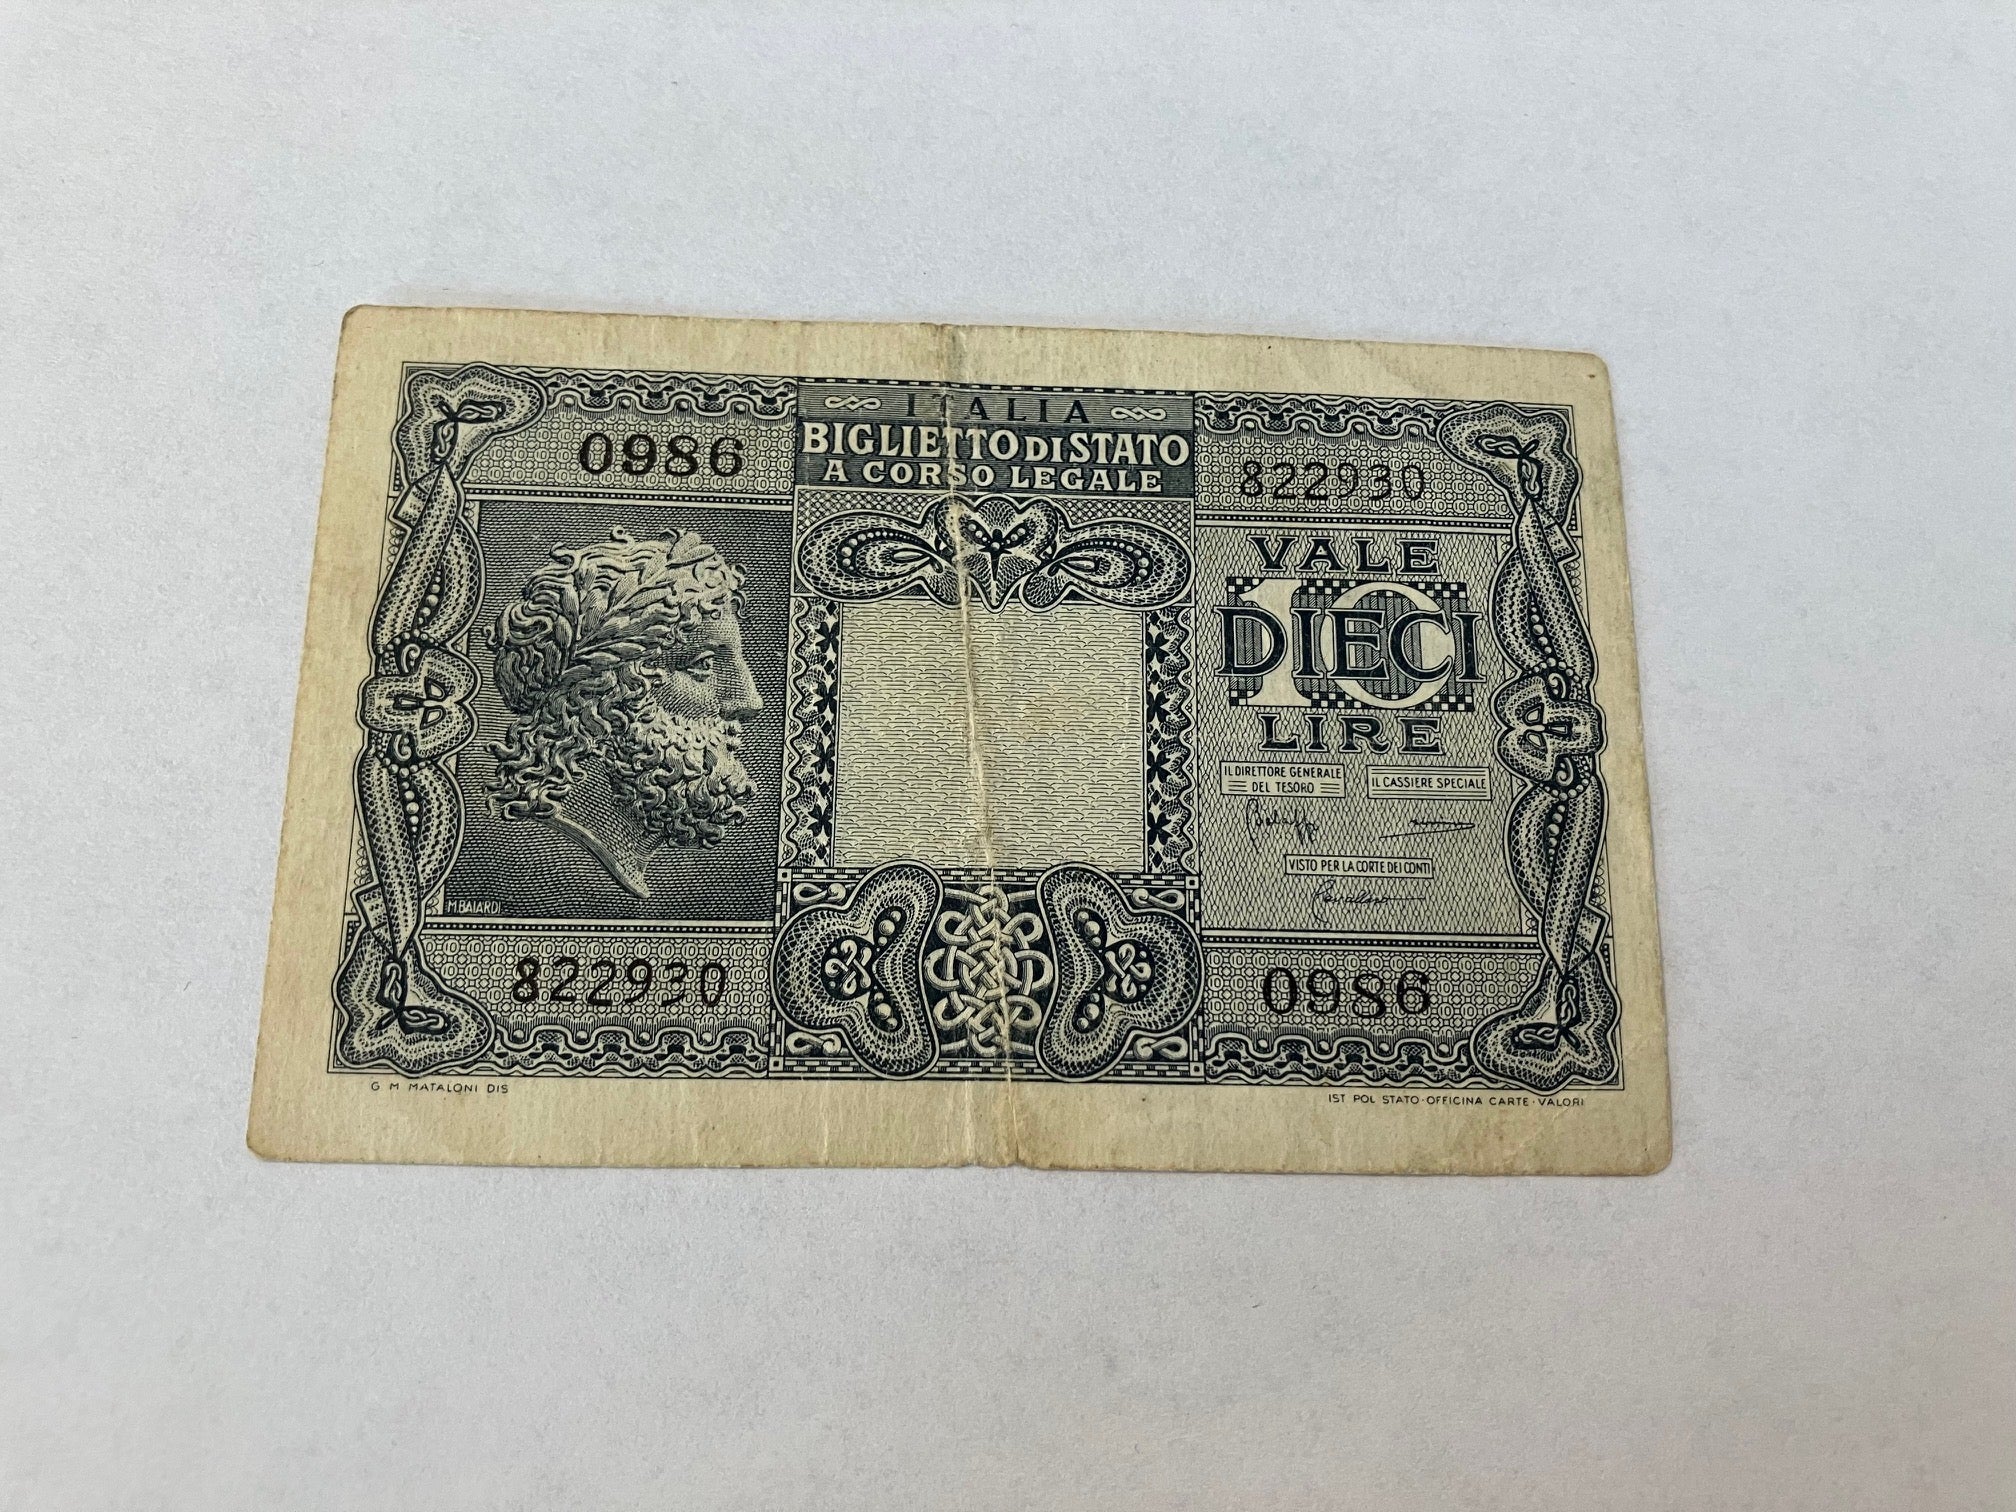 ITALIA
BIGLIETTO DI STATO
A CORSO LEGALE
0986
822930
VALE
10
DIECI
LIRE
IL DIRETTORE GENERALE
DEL TESORO
IL CASSIERE SPECIALE
VISTO PER LA CORTE DEI CONTI
M.BAIARDI
822930
0986
G M MATALONI DIS
IST POL STATO·OFFICINA CARTE·VALORI